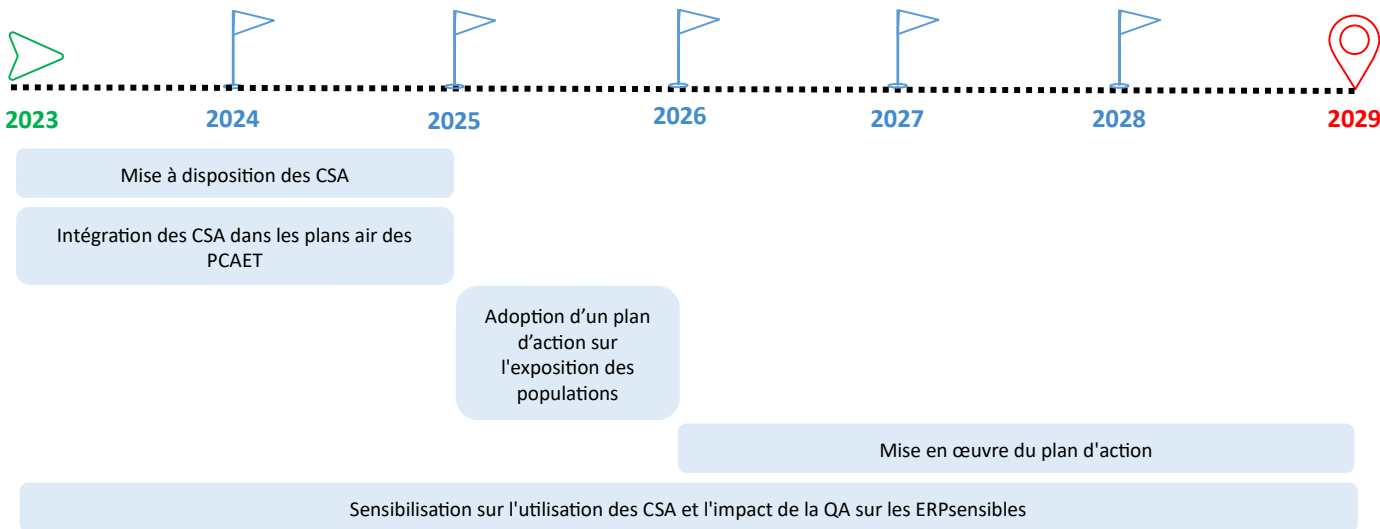 2023 2024 2025 2026 2027 2028 2029
Mise à disposition des CSA
Intégration des CSA dans les plans air des
PCAET
Adoption d’un plan
d’action sur
l'exposition des
populations
Mise en œuvre du plan d'action
Sensibilisation sur l'utilisation des CSA et l'impact de la QA sur les ERPsensibles